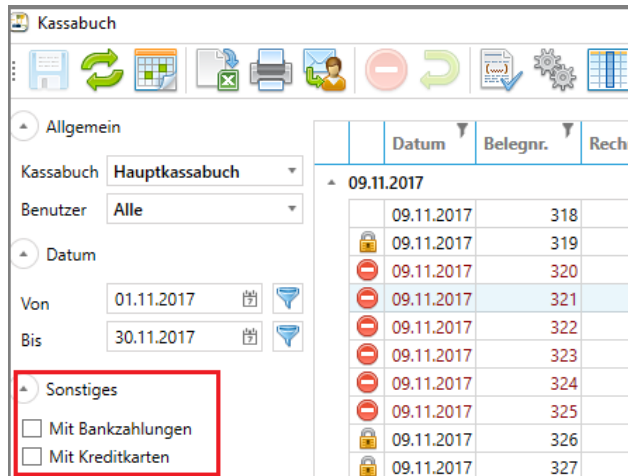 Kassabuch
Allgemein
Kassabuch Hauptkassabuch
Benutzer Alle
Datum
Von 01.11.2017
Bis 30.11.2017
Sonstiges
Mit Bankzahlungen
Mit Kreditkarten
Datum Belegnr. Rech
09.11.2017
09.11.2017 318
09.11.2017 319
09.11.2017 320
09.11.2017 321
09.11.2017 322
09.11.2017 323
09.11.2017 324
09.11.2017 325
09.11.2017 326
09.11.2017 327